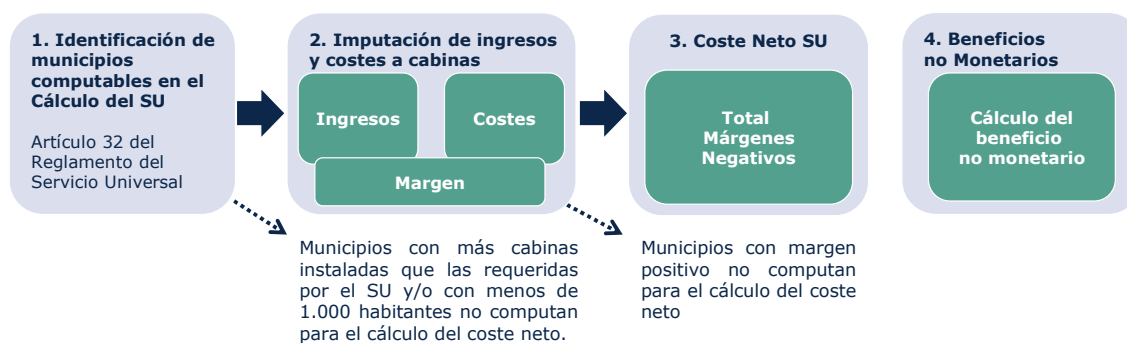 1. Identificación de
municipios
computables en el
Cálculo del SU
Artículo 32 del
Reglamento del
Servicio Universal
2. Imputación de ingresos
y costes a cabinas
Ingresos
Costes
Margen
3. Coste Neto SU
Total
Márgenes
Negativos
4. Beneficios
no Monetarios
Cálculo del
beneficio
no monetario
Municipios con más cabinas
instaladas que las requeridas
por el SU y/o con menos de
1.000 habitantes no computan
para el cálculo del coste neto.
Municipios con margen
positivo no computan
para el cálculo del coste
neto